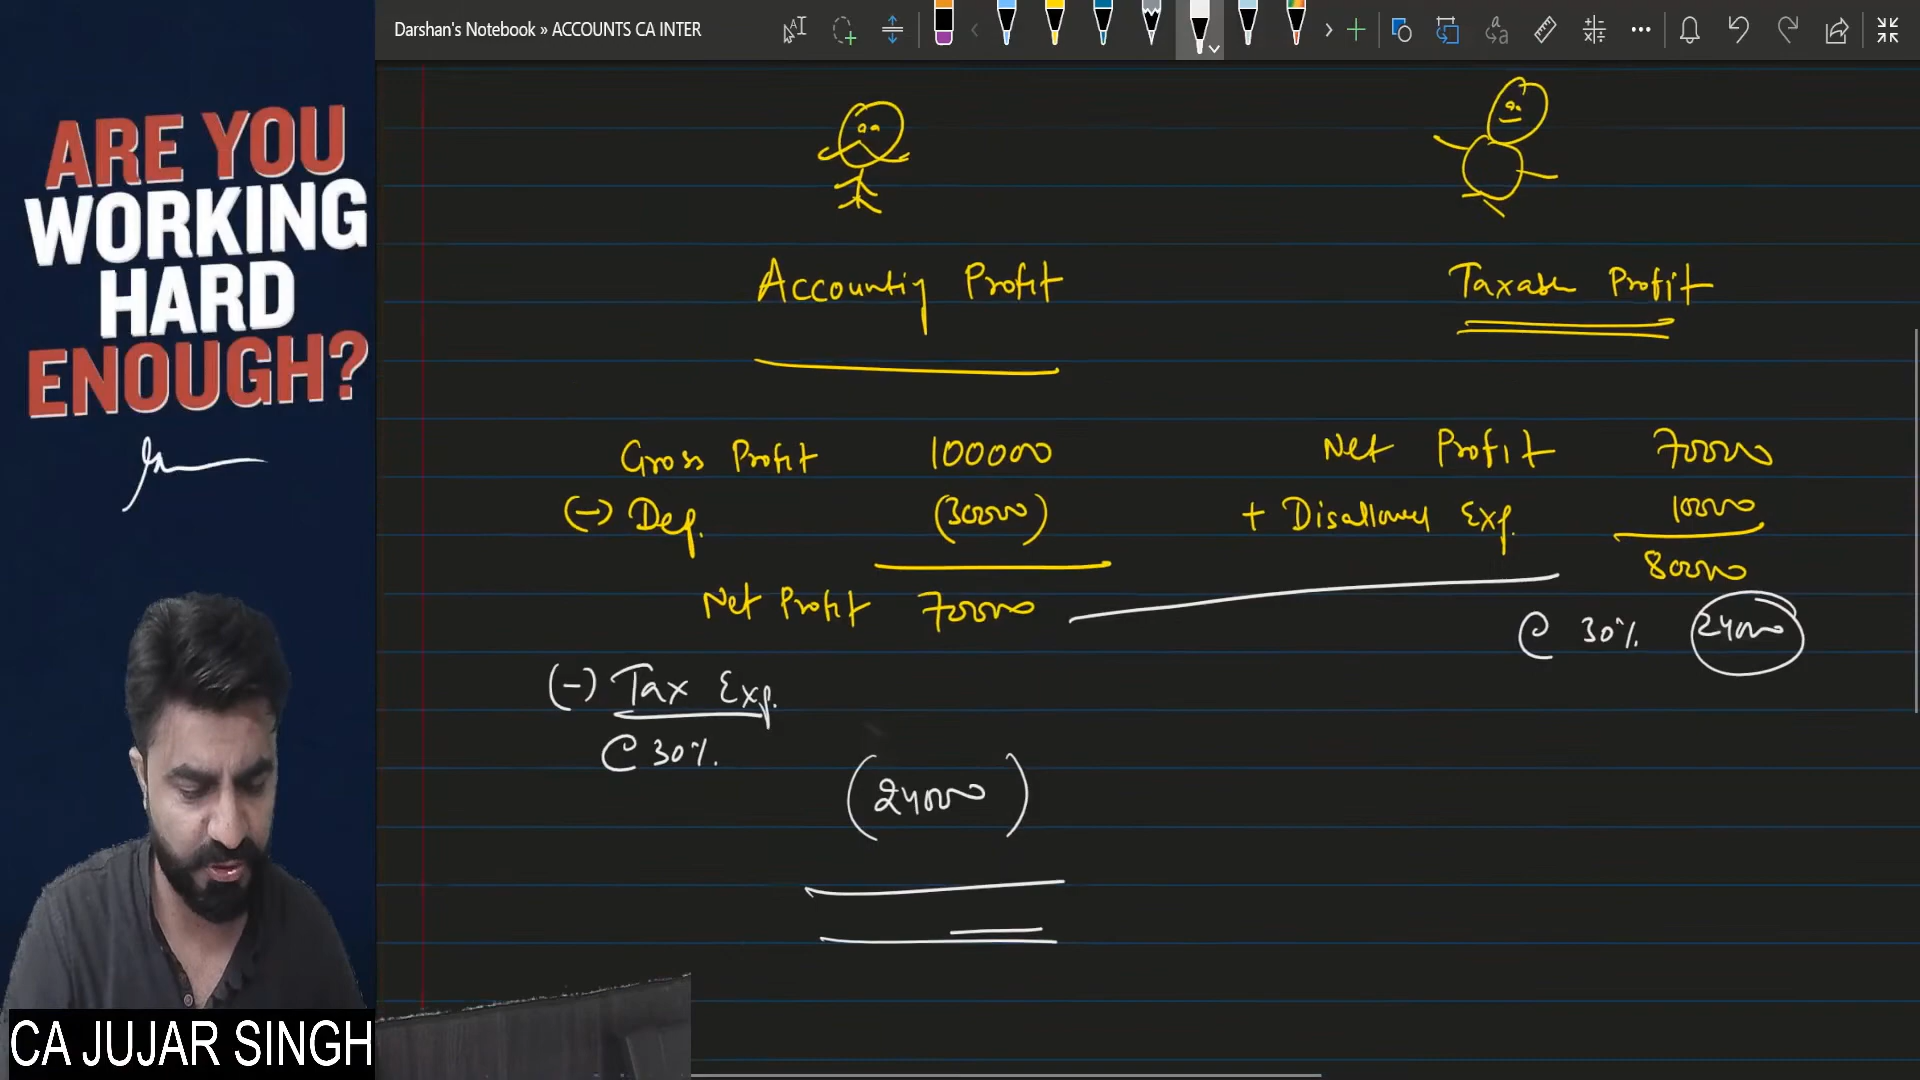 Darshan's Notebook » ACCOUNTS CA INTER
ARE YOU
WORKING
HARD
ENOUGH?
Accountig Profit
Taxable Profit
Gross Profit 100000
(-) Dep. (30000)
Net Profit 70000
(-) Tax Exp.
@ 30%.
(24000)
Net Profit 70000
+ Disallowed Exp. 10000
80000
@ 30%. 24000
CA JUJAR SINGH